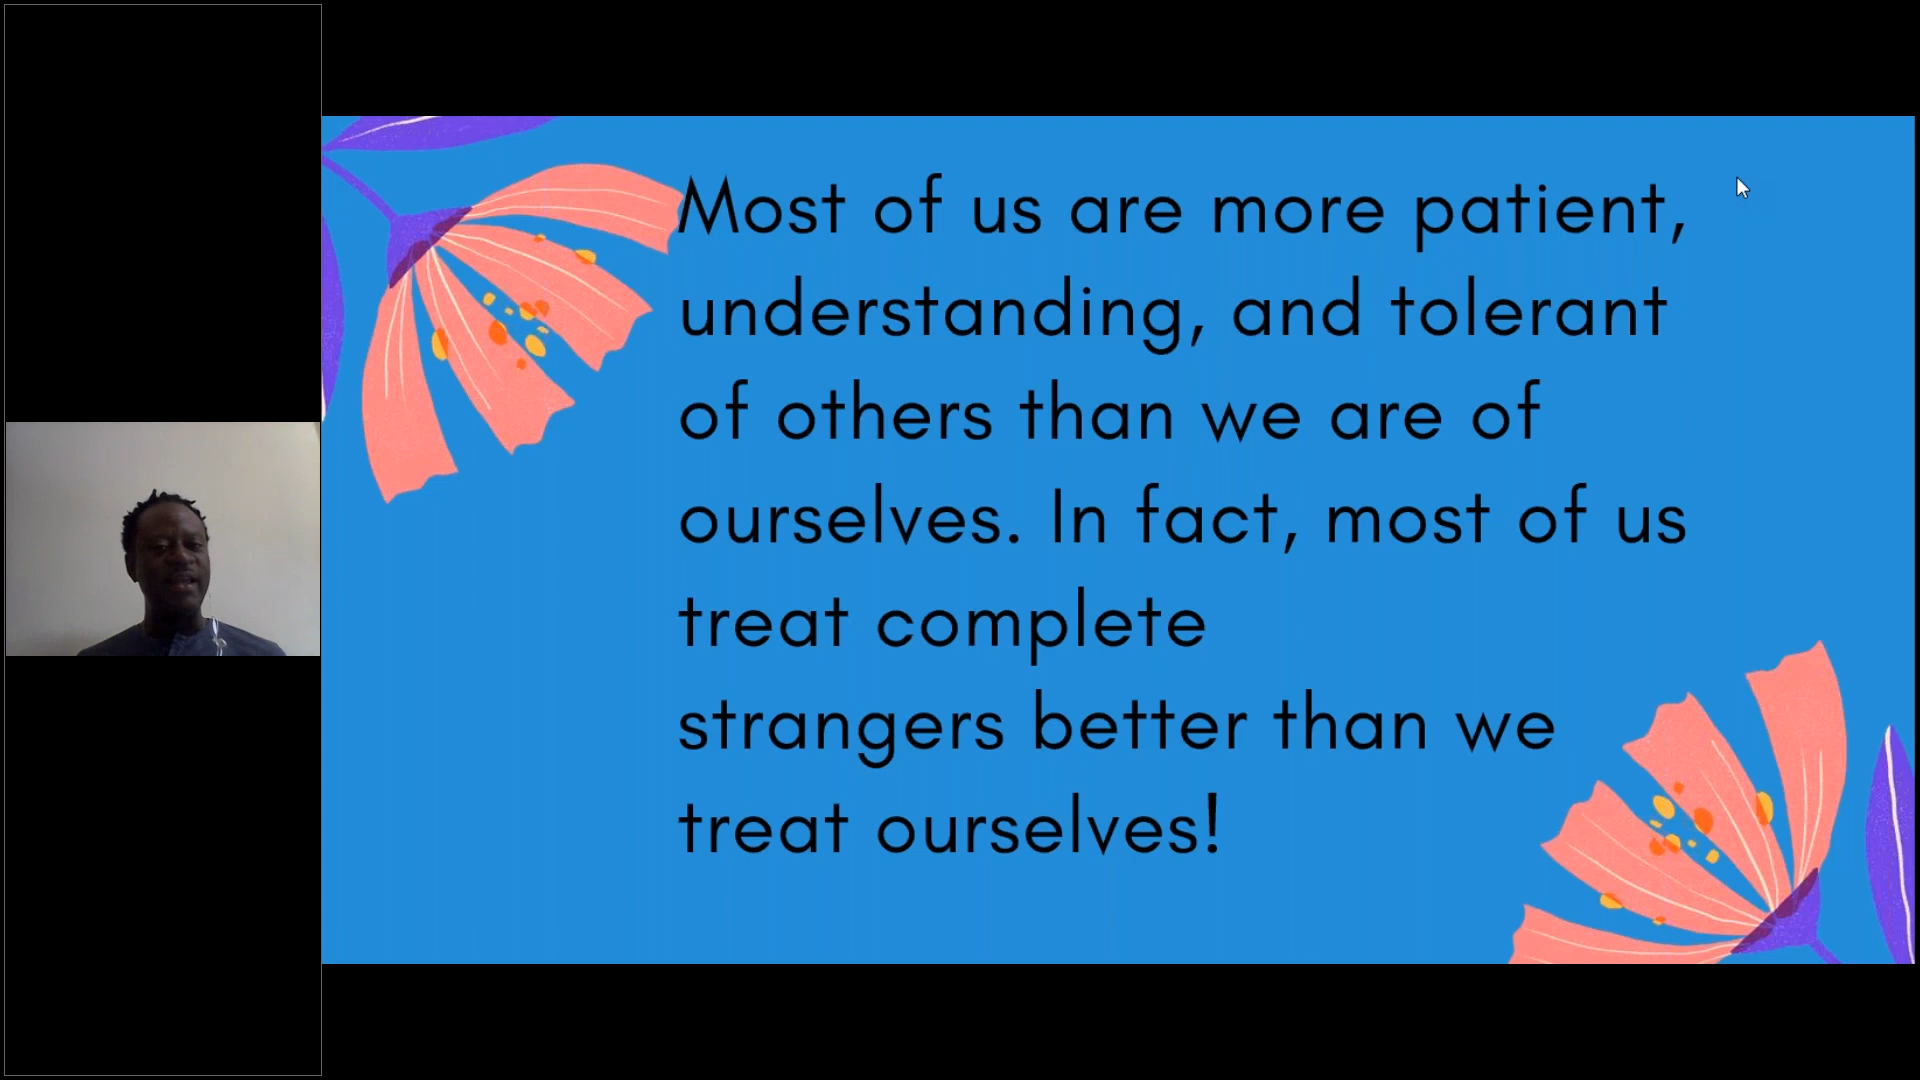 Most of us are more patient,
understanding, and tolerant
of others than we are of
ourselves. In fact, most of us
treat complete
strangers better than we
treat ourselves!